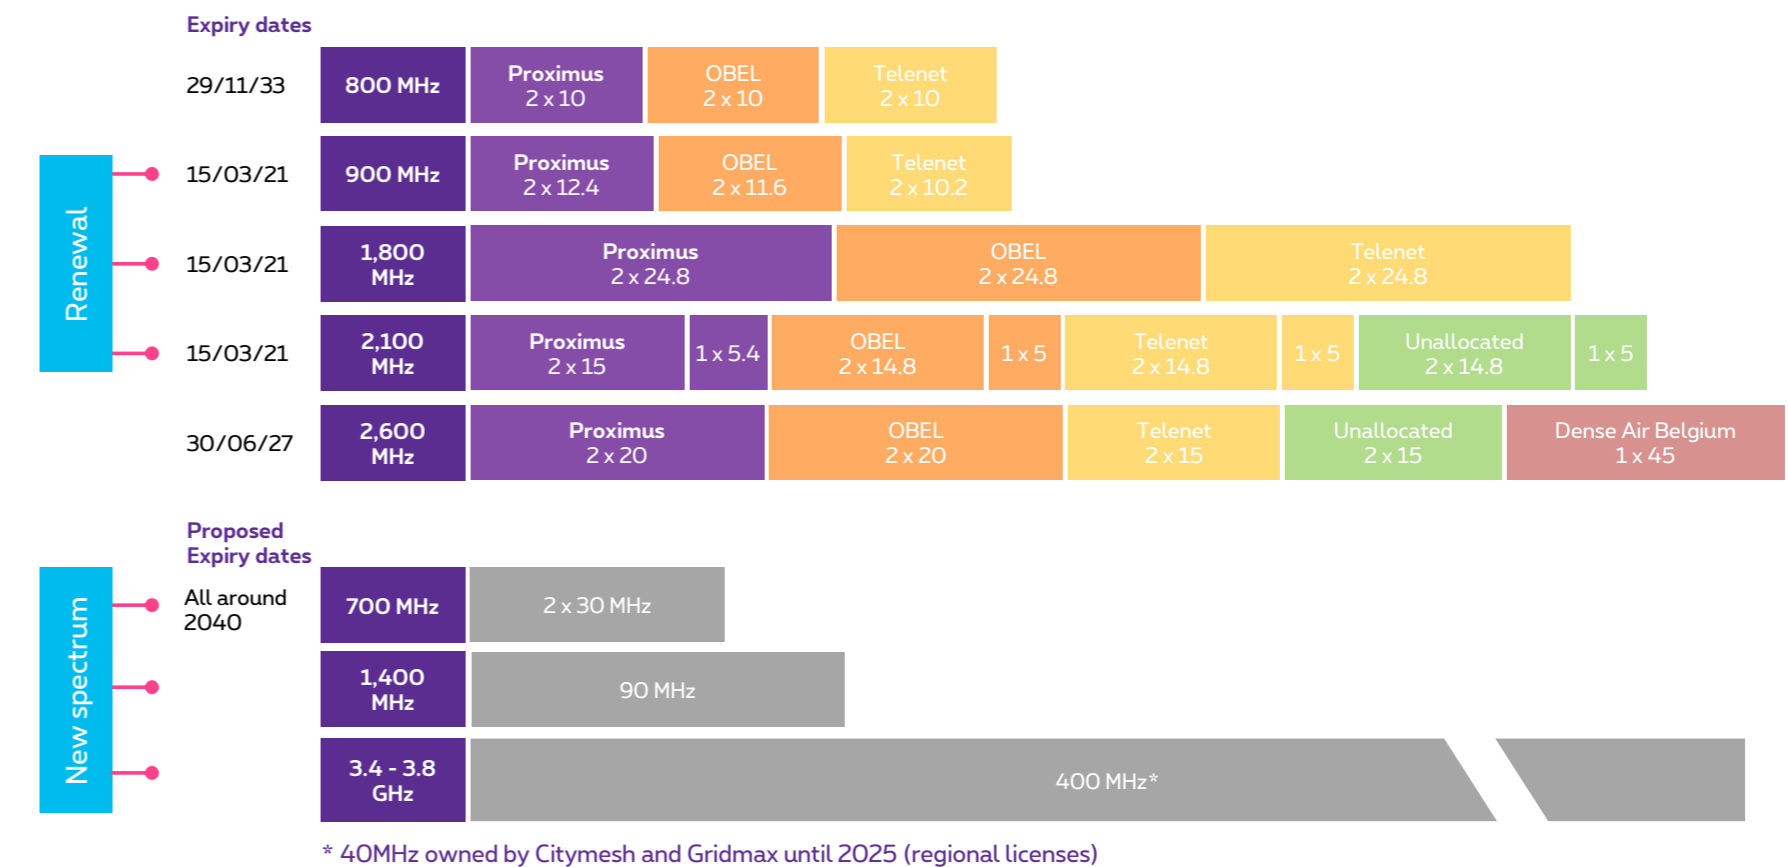 Expiry dates
29/11/33
800 MHz
Proximus
2 x 10
OBEL
2 x 10
Telenet
2 x 10
Renewal
15/03/21
900 MHz
Proximus
2 x 12.4
OBEL
2 x 11.6
Telenet
2 x 10.2
15/03/21
1,800
MHz
Proximus
2 x 24.8
OBEL
2 x 24.8
Telenet
2 x 24.8
15/03/21
2,100
MHz
Proximus
2 x 15
1 x 5.4
OBEL
2 x 14.8
1 x 5
Telenet
2 x 14.8
1 x 5
Unallocated
2 x 14.8
1 x 5
30/06/27
2,600
MHz
Proximus
2 x 20
OBEL
2 x 20
Telenet
2 x 15
Unallocated
2 x 15
Dense Air Belgium
1 x 45
Proposed
Expiry dates
New spectrum
All around
2040
700 MHz
2 x 30 MHz
1,400
MHz
90 MHz
3.4 - 3.8
GHz
400 MHz*
* 40MHz owned by Citymesh and Gridmax until 2025 (regional licenses)